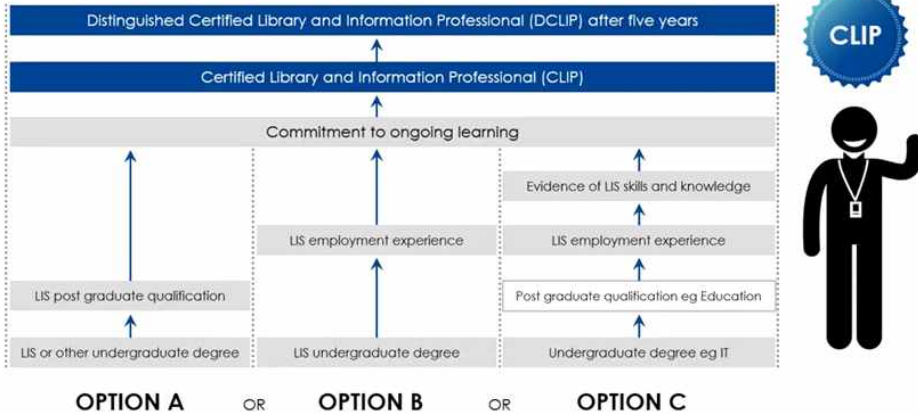 Distinguished Certified Library and Information Professional (DCLIP) after five years
CLIP
Certified Library and Information Professional (CLIP)
Commitment to ongoing learning
Evidence of LIS skills and knowledge
LIS employment experience
LIS employment experience
LIS post graduate qualification
Post graduate qualification eg Education
LIS or other undergraduate degree
LIS undergraduate degree
Undergraduate degree eg IT
OPTION A OR OPTION B OR OPTION C